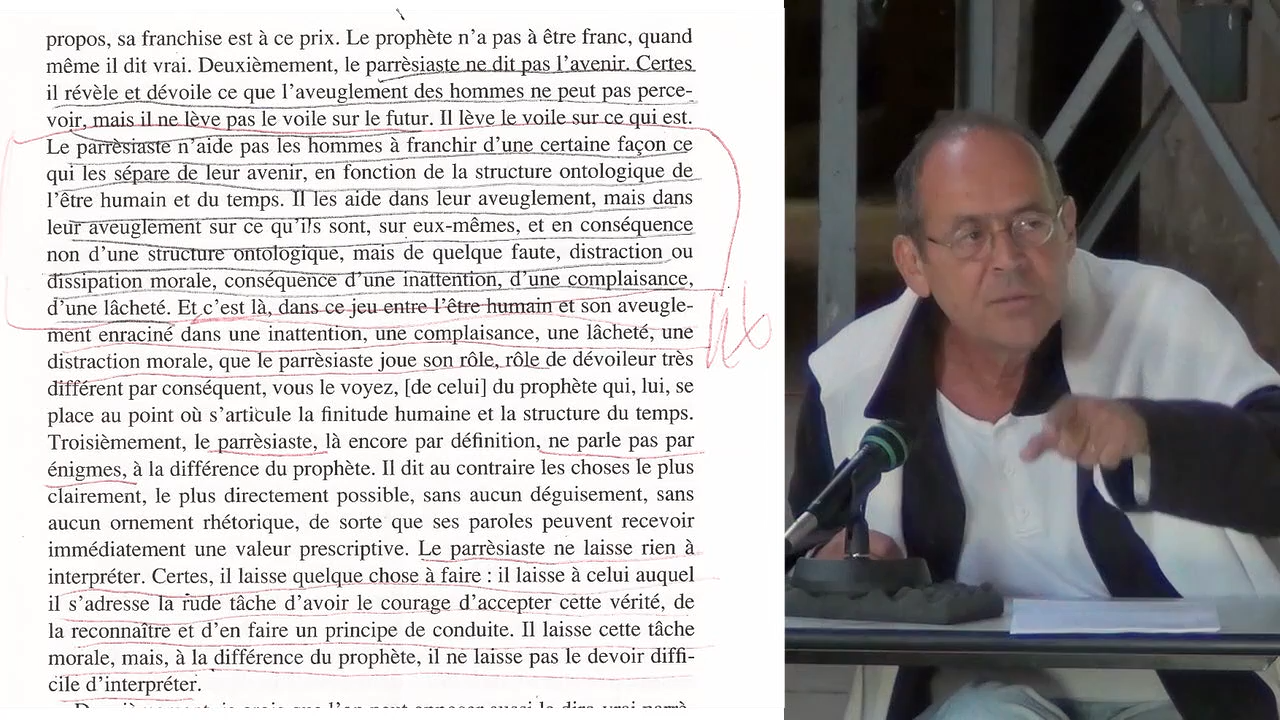 propos, sa franchise est à ce prix. Le prophète n'a pas à être franc, quand
même il dit vrai. Deuxièmement, le parrèsiaste ne dit pas l'avenir. Certes
il révèle et dévoile ce que l'aveuglement des hommes ne peut pas perce-
voir, mais il ne lève pas le voile sur le futur. Il lève le voile sur ce qui est.
Le parrèsiaste n'aide pas les hommes à franchir d'une certaine façon ce
qui les sépare de leur avenir, en fonction de la structure ontologique de
l'être humain et du temps. Il les aide dans leur aveuglement, mais dans
leur aveuglement sur ce qu'ils sont, sur eux-mêmes, et en conséquence
non d'une structure ontologique, mais de quelque faute, distraction ou
dissipation morale, conséquence d'une inattention, d'une complaisance,
d'une lâcheté. Et c'est là, dans ce jeu entre l'être humain et son aveugle-
ment enraciné dans une inattention, une complaisance, une lâcheté, une
distraction morale, que le parrèsiaste joue son rôle, rôle de dévoileur très
différent par conséquent, vous le voyez, [de celui] du prophète qui, lui, se
place au point où s'articule la finitude humaine et la structure du temps.
Troisièmement, le parrèsiaste, là encore par définition, ne parle pas par
énigmes, à la différence du prophète. Il dit au contraire les choses le plus
clairement, le plus directement possible, sans aucun déguisement, sans
aucun ornement rhétorique, de sorte que ses paroles peuvent recevoir
immédiatement une valeur prescriptive. Le parrèsiaste ne laisse rien à
interpréter. Certes, il laisse quelque chose à faire : il laisse à celui auquel
il s'adresse la rude tâche d'avoir le courage d'accepter cette vérité, de
la reconnaître et d'en faire un principe de conduite. Il laisse cette tâche
morale, mais, à la différence du prophète, il ne laisse pas le devoir diffi-
cile d'interpréter.